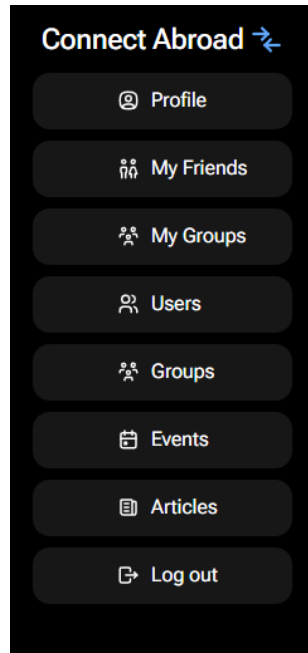 Connect Abroad
Profile
My Friends
My Groups
Users
Groups
Events
Articles
Log out